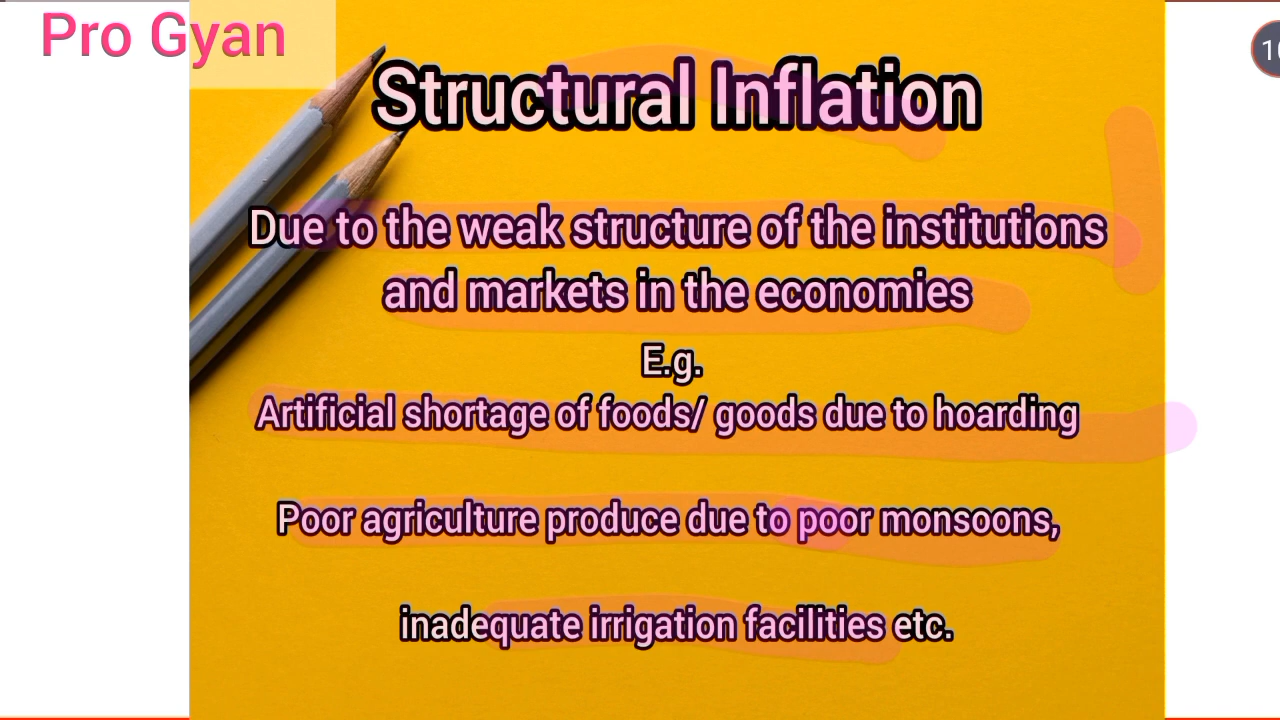 Pro Gyan
Structural Inflation
Due to the weak structure of the institutions
and markets in the economies
E.g.
Artificial shortage of foods/ goods due to hoarding
Poor agriculture produce due to poor monsoons,
inadequate irrigation facilities etc.